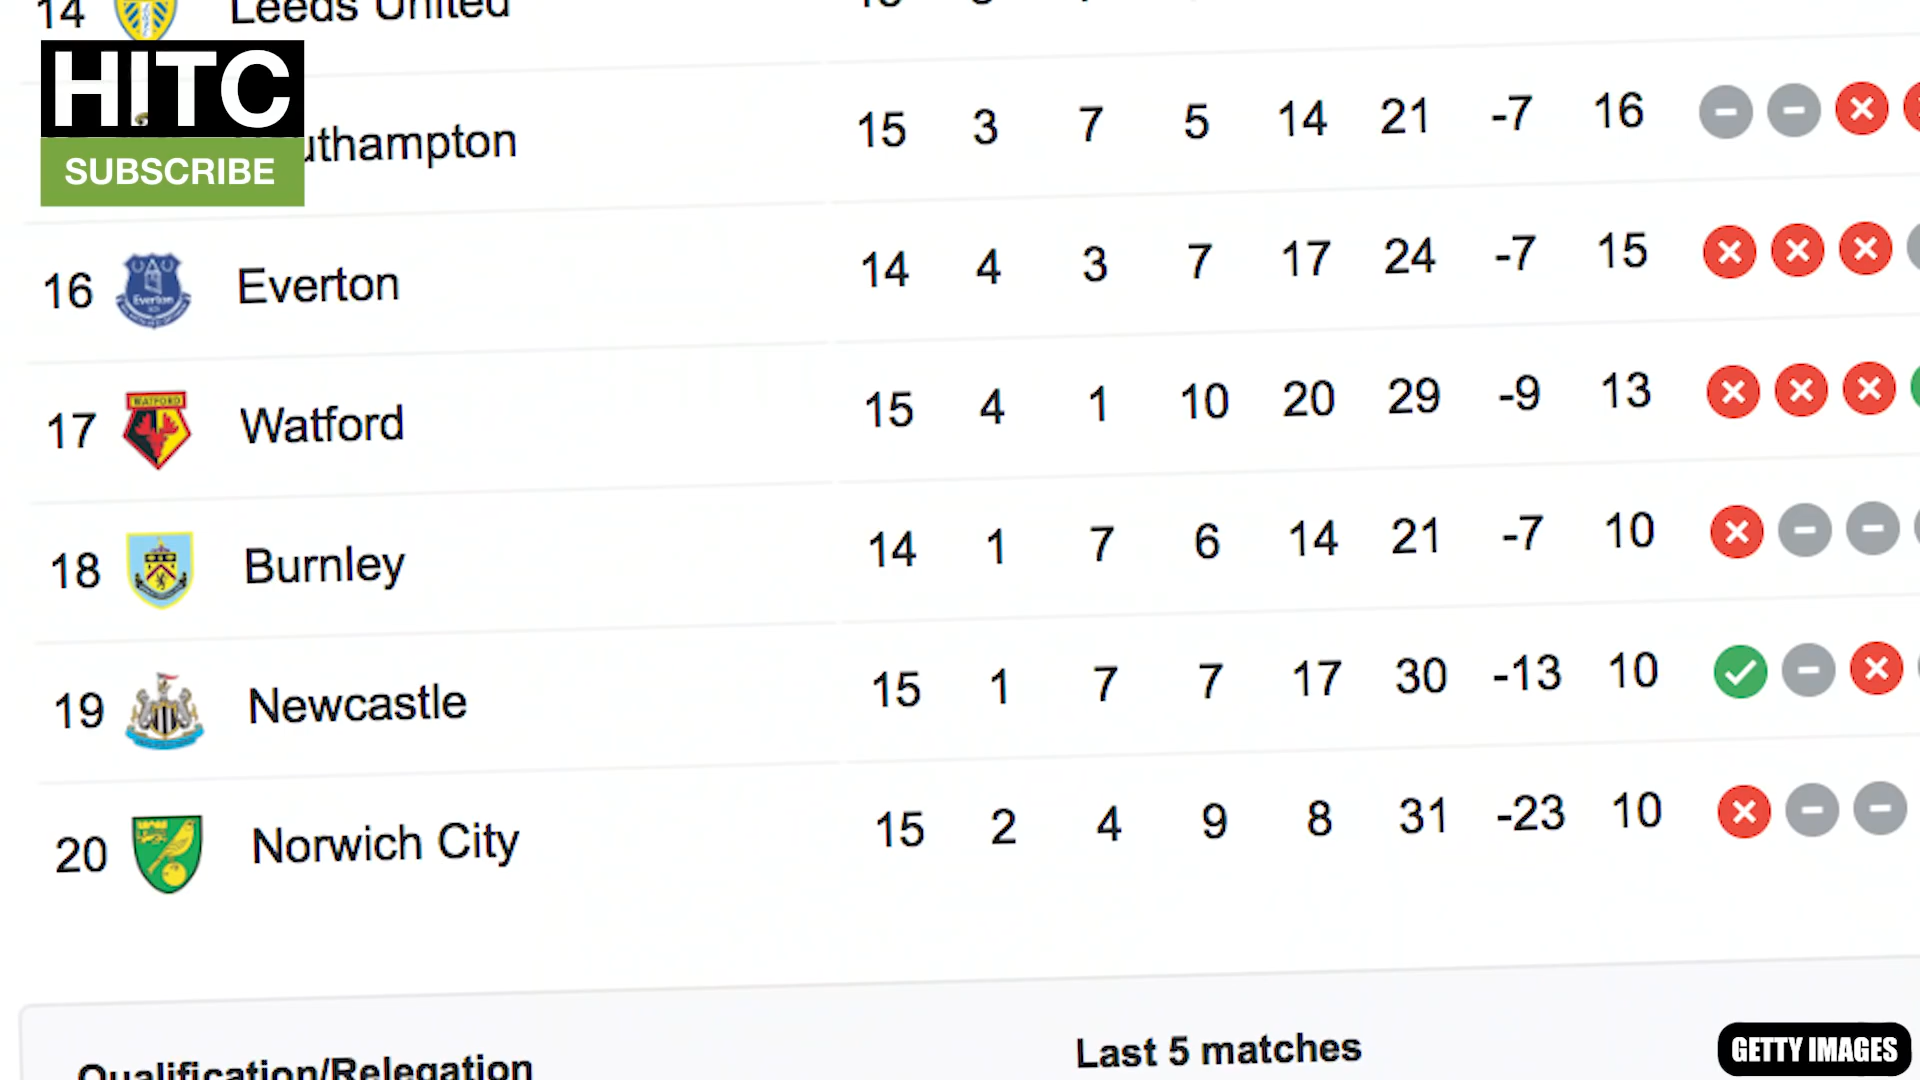 14 Leeds United
HITC
SUBSCRIBE
uthampton 15 3 7 5 14 21 -7 16
16 Everton 14 4 3 7 17 24 -7 15
17 WATFORD Watford 15 4 1 10 20 29 -9 13
18 Burnley 14 1 7 6 14 21 -7 10
19 Newcastle 15 1 7 7 17 30 -13 10
20 Norwich City 15 2 4 9 8 31 -23 10
Qualification/Relegation Last 5 matches
GETTY IMAGES